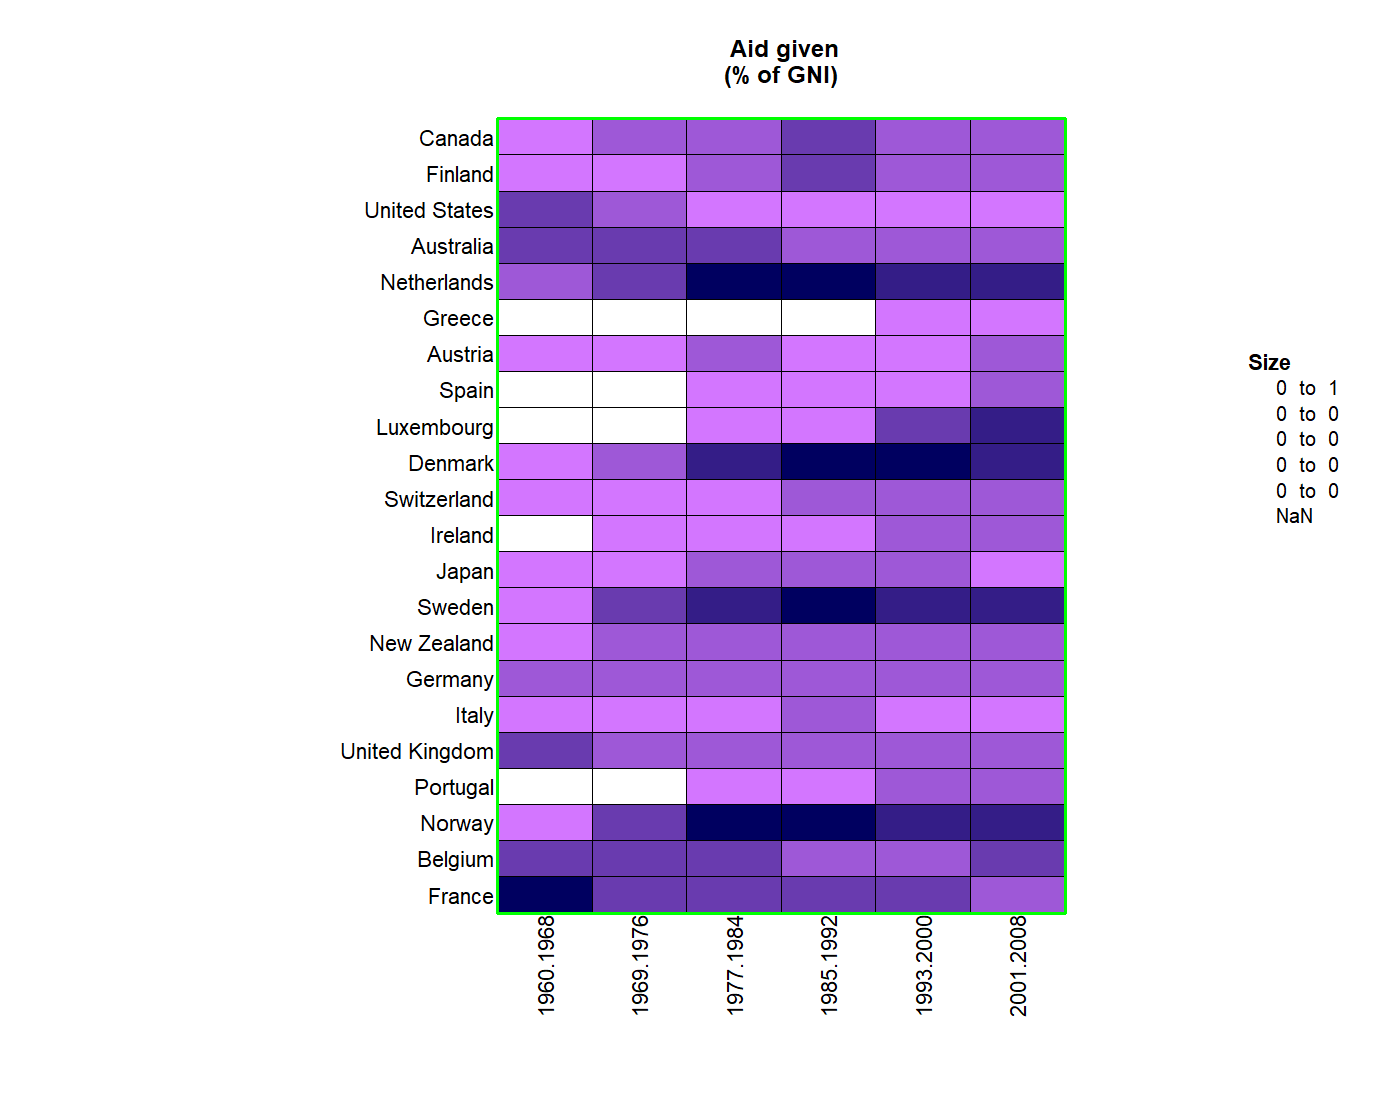 Aid given
(% of GNI)
Canada
Finland
United States
Australia
Netherlands
Greece
Austria
Spain
Luxembourg
Denmark
Switzerland
Ireland
Japan
Sweden
New Zealand
Germany
Italy
United Kingdom
Portugal
Norway
Belgium
France
1960.1968
1969.1976
1977.1984
1985.1992
1993.2000
2001.2008
Size
0 to 1
0 to 0
0 to 0
0 to 0
0 to 0
NaN